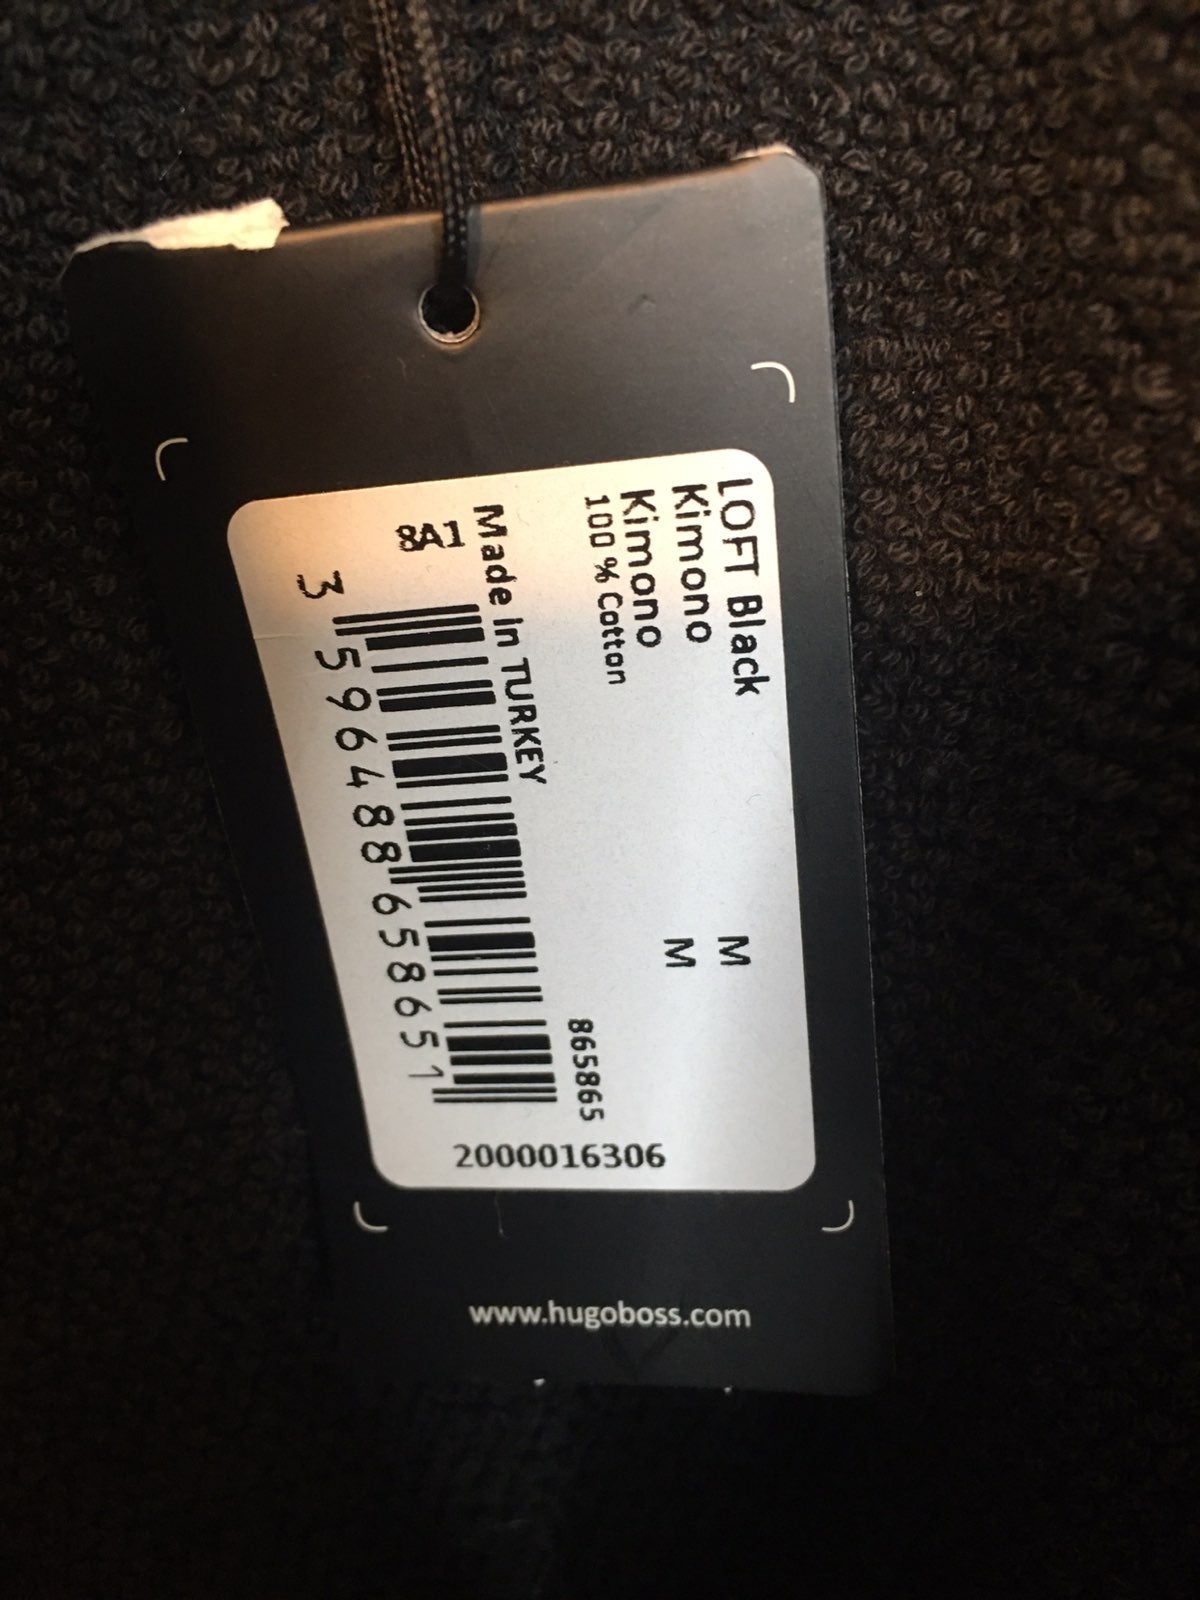 LOFT Black M
Kimono M
Kimono
100 % Cotton
865865
Made in TURKEY
8A1
3 596488 658651
2000016306
www.hugoboss.com